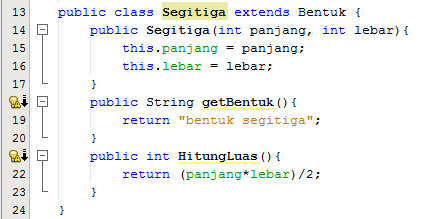 13 public class Segitiga extends Bentuk {
14 public Segitiga(int panjang, int lebar){
15 this.panjang = panjang;
16 this.lebar = lebar;
17 }
public String getBentuk(){
19 return "bentuk segitiga";
20 }
public int HitungLuas(){
22 return (panjang*lebar)/2;
23 }
24 }